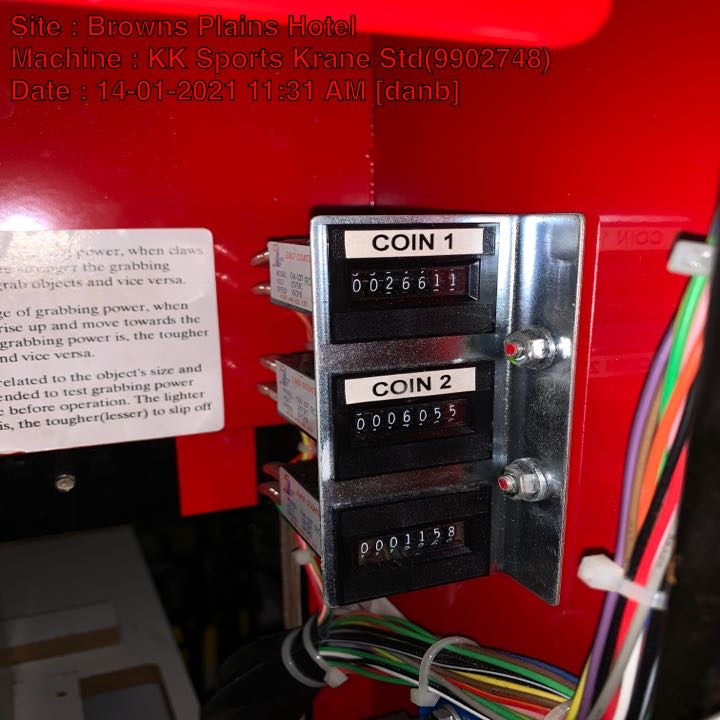 Site : Browns Plains Hotel
Machine : KK Sports Krane Std(9902748)
Date : 14-01-2021 11:31 AM [danb]
power, when claws
the grabbing
grab objects and vice versa.
ge of grabbing power, when
rise up and move towards the
grabbing power is, the tougher
nd vice versa.
related to the object's size and
ended to test grabbing power
e before operation. The lighter
is, the tougher(lesser) to slip off
COIN 1
0026611
COIN 2
0006055
0001158